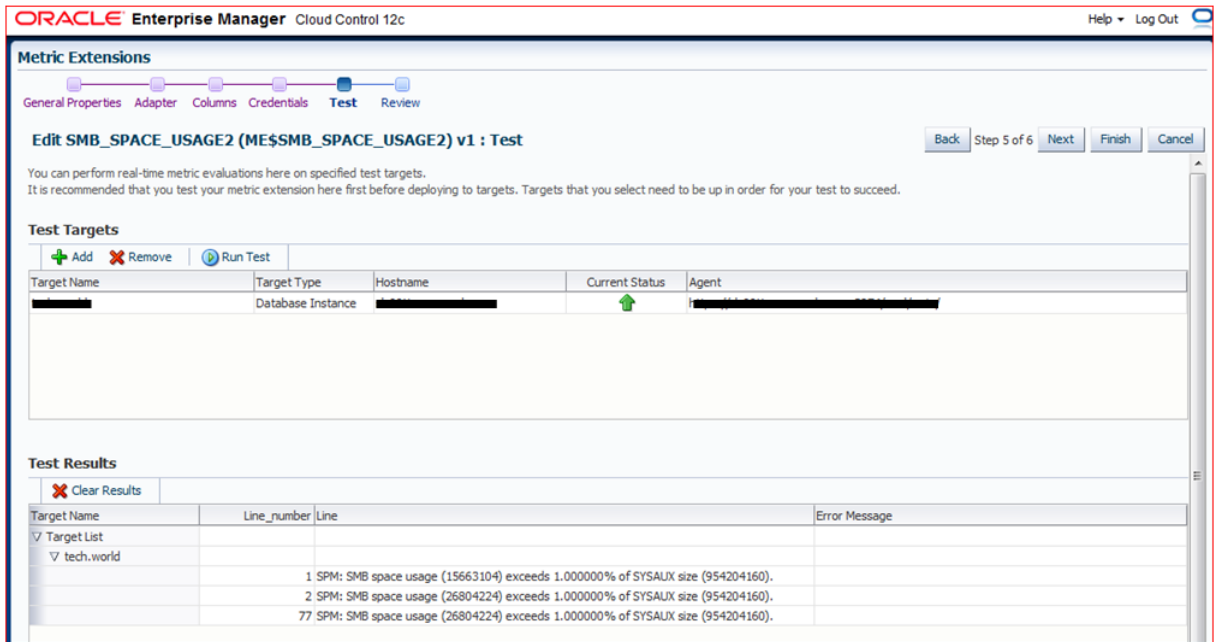 ORACLE Enterprise Manager Cloud Control 12c Help Log Out
Metric Extensions
General Properties Adapter Columns Credentials Test Review
Edit SMB_SPACE_USAGE2 (ME$SMB_SPACE_USAGE2) v1 : Test Back Step 5 of 6 Next Finish Cancel
You can perform real-time metric evaluations here on specified test targets.
It is recommended that you test your metric extension here first before deploying to targets. Targets that you select need to be up in order for your test to succeed.
Test Targets
Add Remove Run Test
Target Name Target Type Hostname Current Status Agent
Database Instance
Test Results
Clear Results
Target Name Line_number Line Error Message
Target List
tech.world
1 SPM: SMB space usage (15663104) exceeds 1.000000% of SYSAUX size (954204160).
2 SPM: SMB space usage (26804224) exceeds 1.000000% of SYSAUX size (954204160).
77 SPM: SMB space usage (26804224) exceeds 1.000000% of SYSAUX size (954204160).